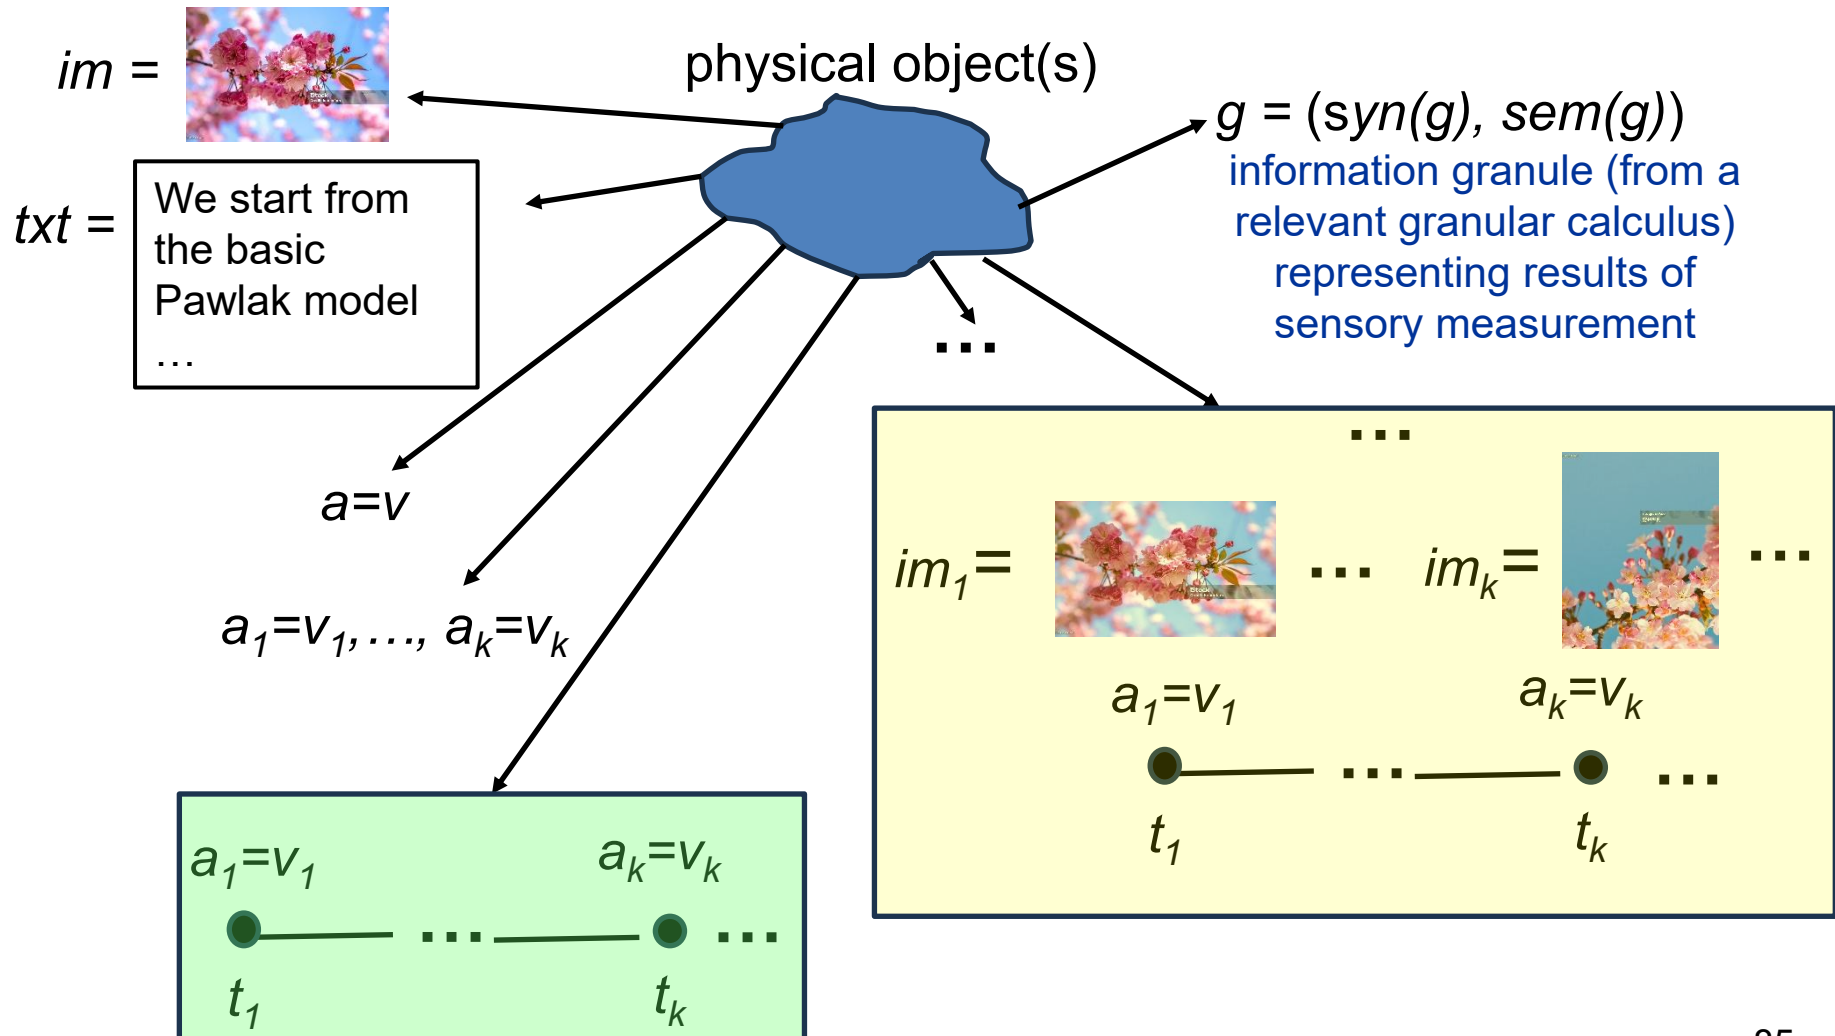 im =
physical object(s)
g = (syn(g), sem(g))
information granule (from a
relevant granular calculus)
representing results of
sensory measurement
txt =
We start from
the basic
Pawlak model
…
...
a=v
a₁=v₁,…, aₖ=vₖ
...
im₁= ... imₖ= ...
a₁=v₁ aₖ=vₖ
... ...
t₁ tₖ
a₁=v₁ aₖ=vₖ
... ...
t₁ tₖ